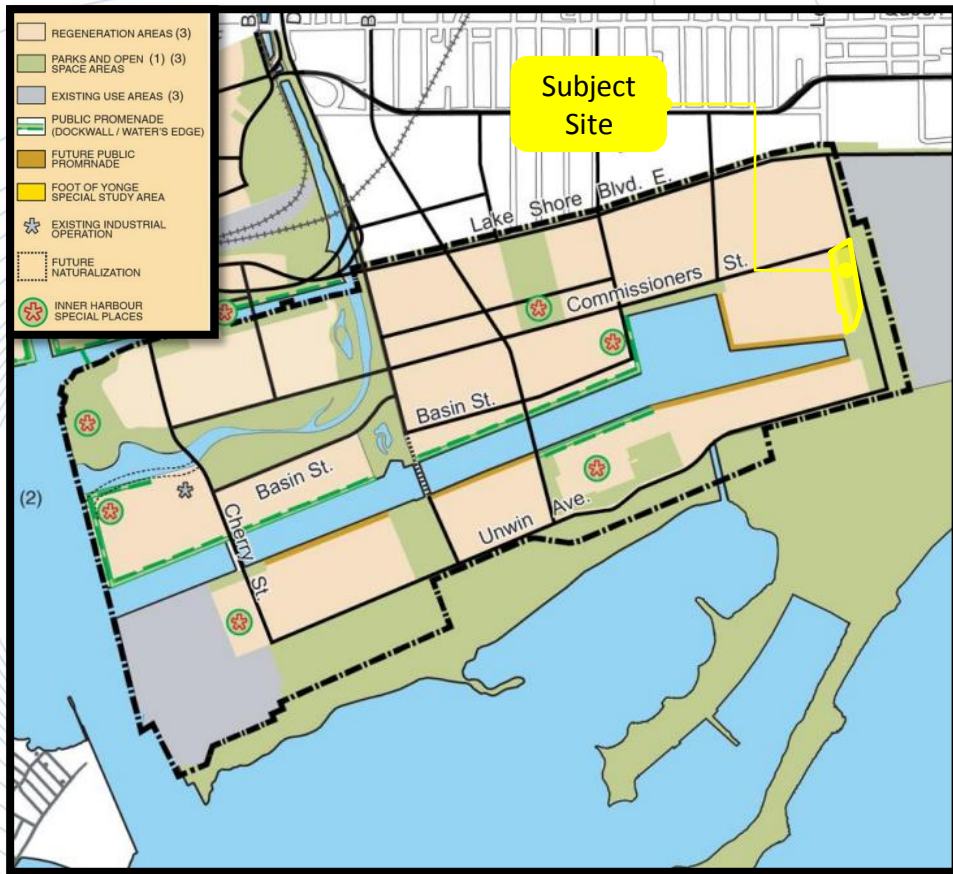 REGENERATION AREAS (3)
PARKS AND OPEN (1) (3)
SPACE AREAS
EXISTING USE AREAS (3)
PUBLIC PROMENADE
(DOCKWALL / WATER'S EDGE)
FUTURE PUBLIC
PROMRNADE
FOOT OF YONGE
SPECIAL STUDY AREA
EXISTING INDUSTRIAL
OPERATION
FUTURE
NATURALIZATION
INNER HARBOUR
SPECIAL PLACES
Subject
Site
Lake Shore Blvd. E.
Commissioners St.
Basin St.
Basin St.
Cherry St.
Unwin Ave.
(2)